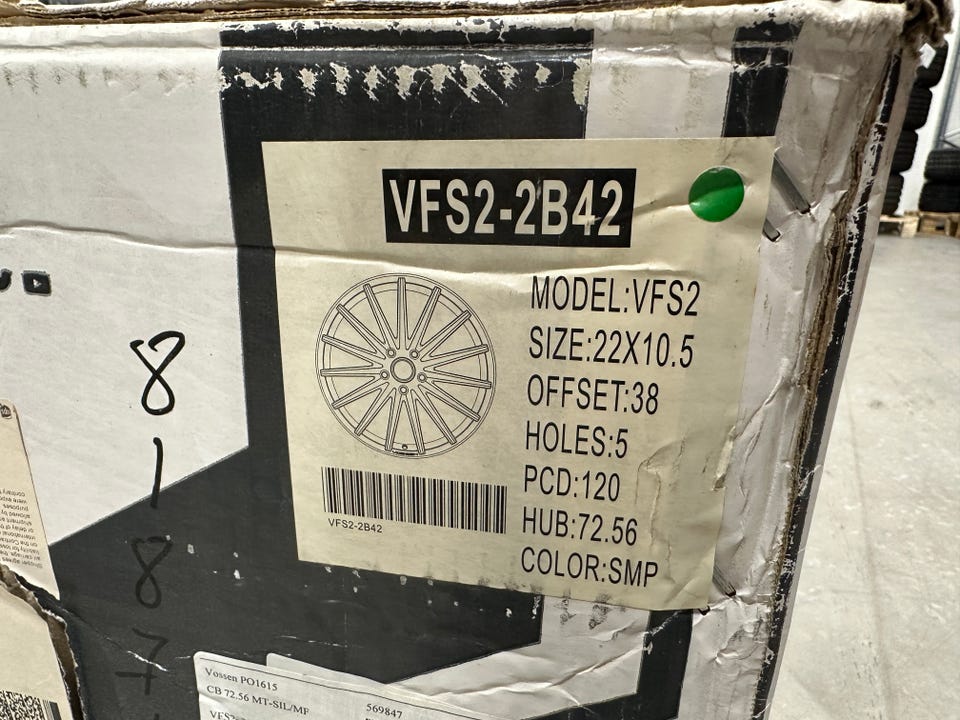 VFS2-2B42
MODEL:VFS2
SIZE:22X10.5
OFFSET:38
HOLES:5
PCD:120
HUB:72.56
COLOR:SMP
VFS2-2B42
8
1
8
7
Vossen PO1615
CB 72.56 MT-SIL/MF
569847
VFS2-